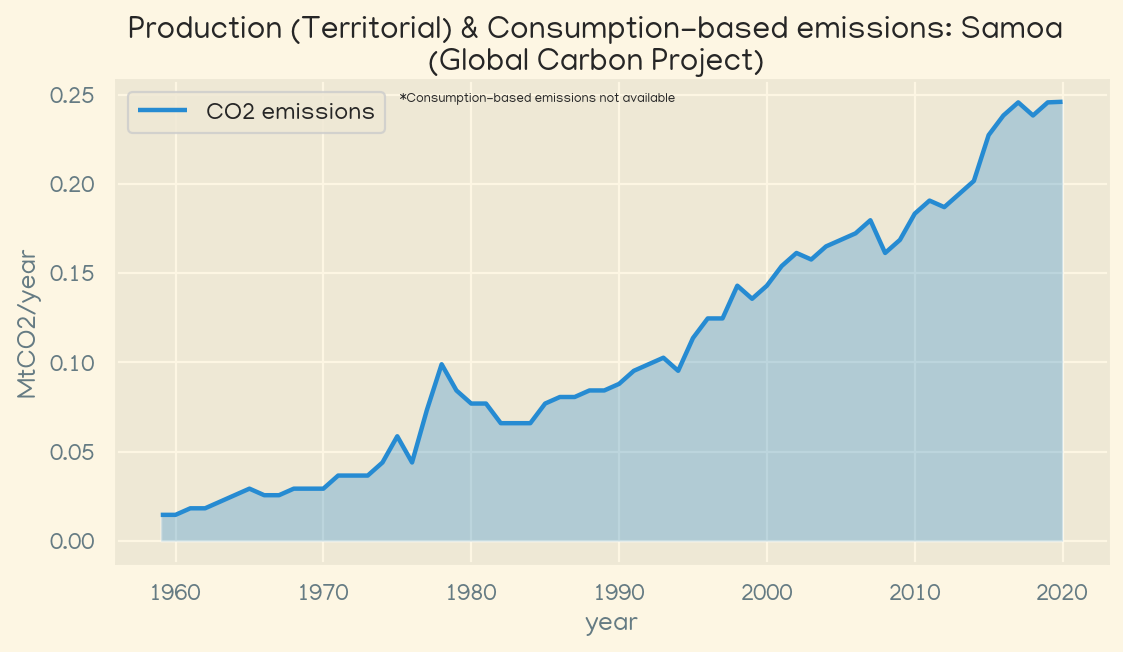 Production (Territorial) & Consumption-based emissions: Samoa
(Global Carbon Project)
CO2 emissions
*Consumption-based emissions not available
0.25
0.20
0.15
0.10
0.05
0.00
MtCO2/year
1960 1970 1980 1990 2000 2010 2020
year